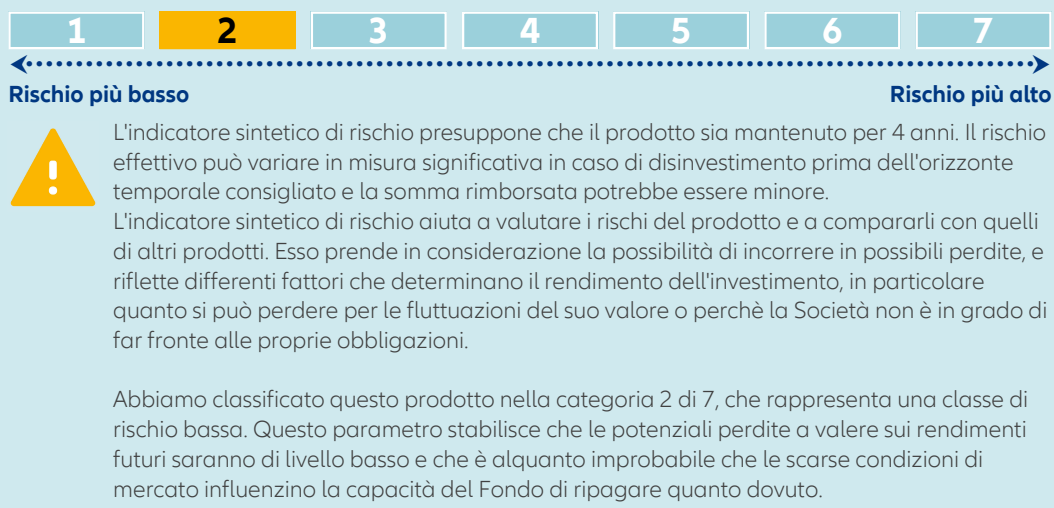 1 2 3 4 5 6 7
Rischio più basso Rischio più alto
L'indicatore sintetico di rischio presuppone che il prodotto sia mantenuto per 4 anni. Il rischio
effettivo può variare in misura significativa in caso di disinvestimento prima dell'orizzonte
temporale consigliato e la somma rimborsata potrebbe essere minore.
L'indicatore sintetico di rischio aiuta a valutare i rischi del prodotto e a compararli con quelli
di altri prodotti. Esso prende in considerazione la possibilità di incorrere in possibili perdite, e
riflette differenti fattori che determinano il rendimento dell'investimento, in particolare
quanto si può perdere per le fluttuazioni del suo valore o perchè la Società non è in grado di
far fronte alle proprie obbligazioni.
Abbiamo classificato questo prodotto nella categoria 2 di 7, che rappresenta una classe di
rischio bassa. Questo parametro stabilisce che le potenziali perdite a valere sui rendimenti
futuri saranno di livello basso e che è alquanto improbabile che le scarse condizioni di
mercato influenzino la capacità del Fondo di ripagare quanto dovuto.